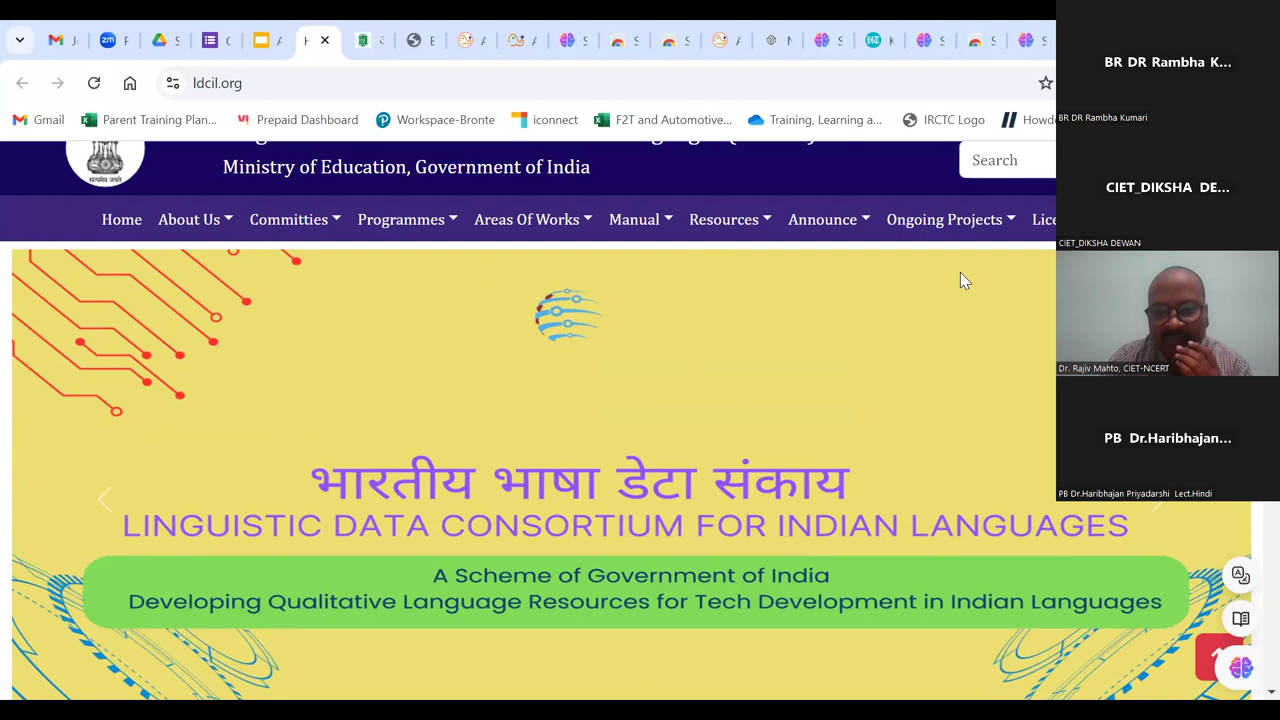 ldcil.org
Gmail
Parent Training Plan...
Prepaid Dashboard
Workspace-Bronte
iconnect
F2T and Automotive...
Training, Learning a...
IRCTC Logo
Ministry of Education, Government of India
Search
Home
About Us
Committies
Programmes
Areas Of Works
Manual
Resources
Announce
Ongoing Projects
भारतीय भाषा डेटा संकाय
LINGUISTIC DATA CONSORTIUM FOR INDIAN LANGUAGES
A Scheme of Government of India
Developing Qualitative Language Resources for Tech Development in Indian Languages
BR DR Rambha K...
BR DR Rambha Kumari
CIET_DIKSHA DE...
CIET_DIKSHA DEWAN
Dr. Rajiv Mahto, CIET-NCERT
PB Dr.Haribhajan...
PB Dr.Haribhajan Priyadarshi Lect.Hindi